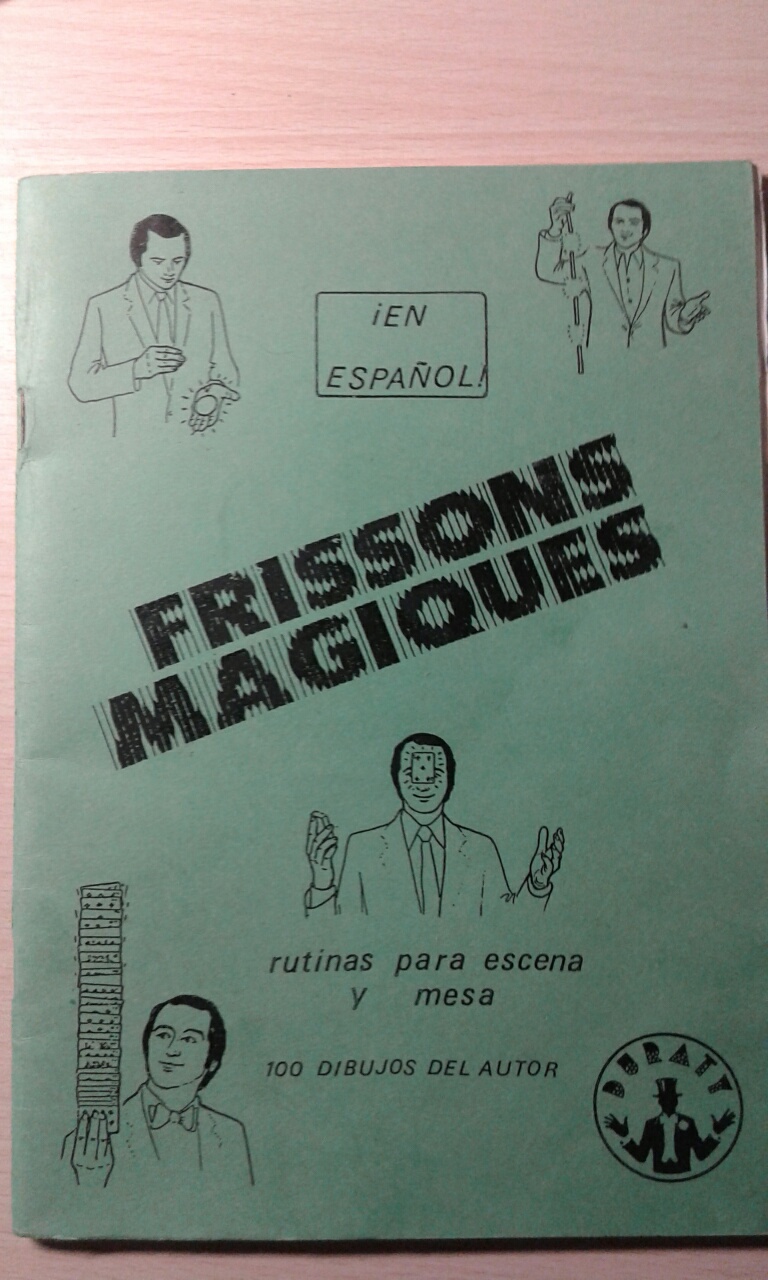 ¡EN
ESPAÑOL!
FRISSONS
MAGIQUES
rutinas para escena
y mesa
100 DIBUJOS DEL AUTOR
DURATY